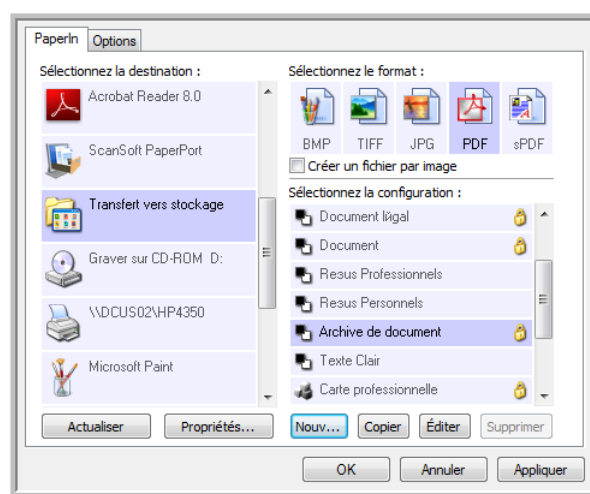 PaperIn Options
Sélectionnez la destination :
Acrobat Reader 8.0
ScanSoft PaperPort
Transfert vers stockage
Graver sur CD-ROM D:
\\DCUS02\HP4350
Microsoft Paint
Actualiser Propriétés...
Sélectionnez le format :
BMP TIFF JPG PDF sPDF
Créer un fichier par image
Sélectionnez la configuration :
Document lйgal
Document
Reзus Professionnels
Reзus Personnels
Archive de document
Texte Clair
Carte professionnelle
Nouv... Copier Éditer Supprimer
OK Annuler Appliquer